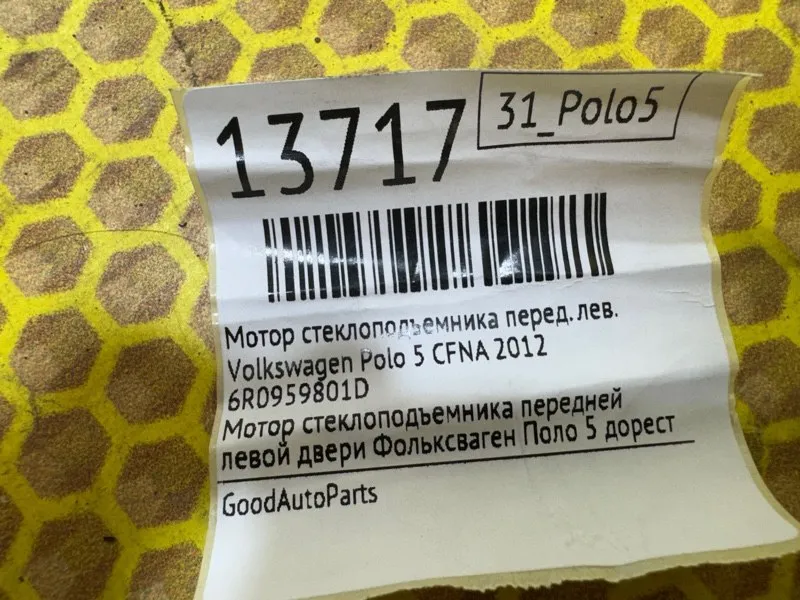 13717
31_Polo5
Мотор стеклоподъемника перед. лев.
Volkswagen Polo 5 CFNA 2012
6R0959801D
Мотор стеклоподъемника передней
левой двери Фольксваген Поло 5 дорест
GoodAutoParts